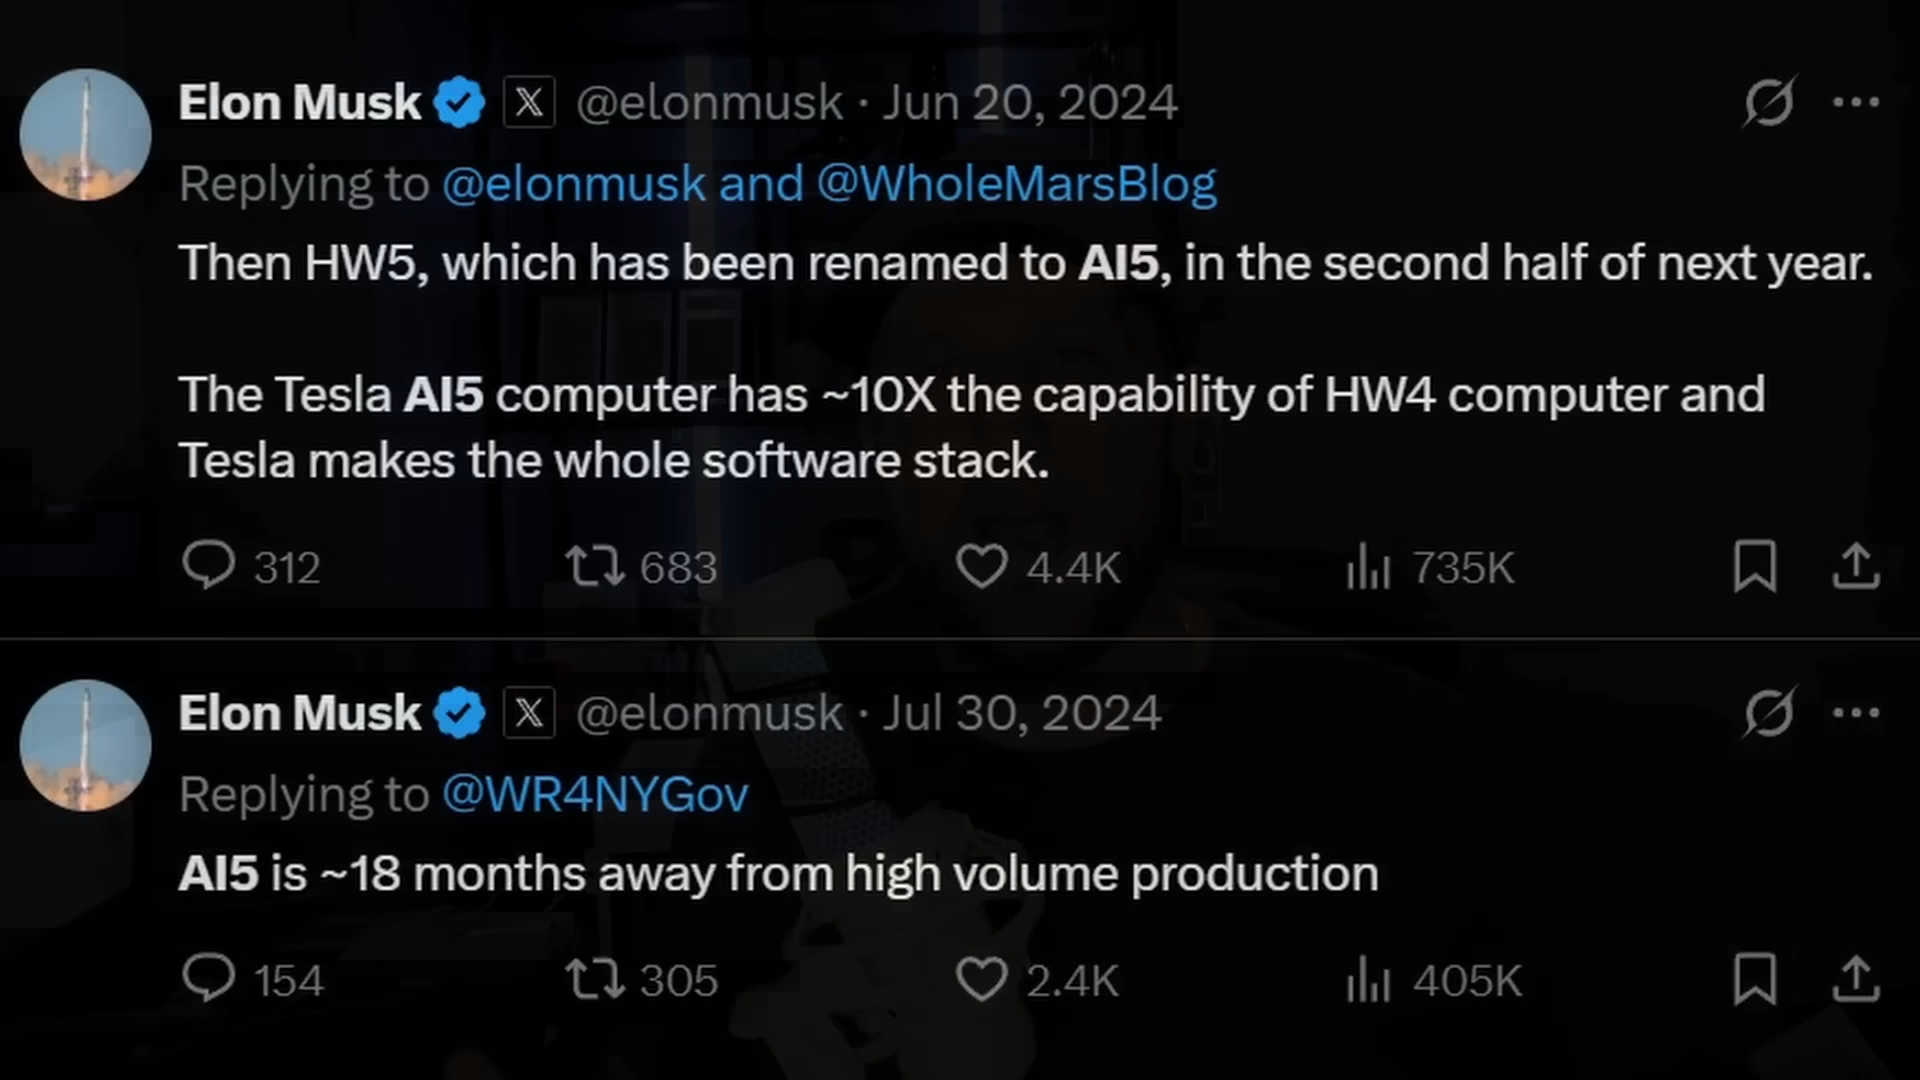 Elon Musk @elonmusk · Jun 20, 2024
Replying to @elonmusk and @WholeMarsBlog
Then HW5, which has been renamed to AI5, in the second half of next year.
The Tesla AI5 computer has ~10X the capability of HW4 computer and
Tesla makes the whole software stack.
312 683 4.4K 735K
Elon Musk @elonmusk · Jul 30, 2024
Replying to @WR4NYGov
AI5 is ~18 months away from high volume production
154 305 2.4K 405K